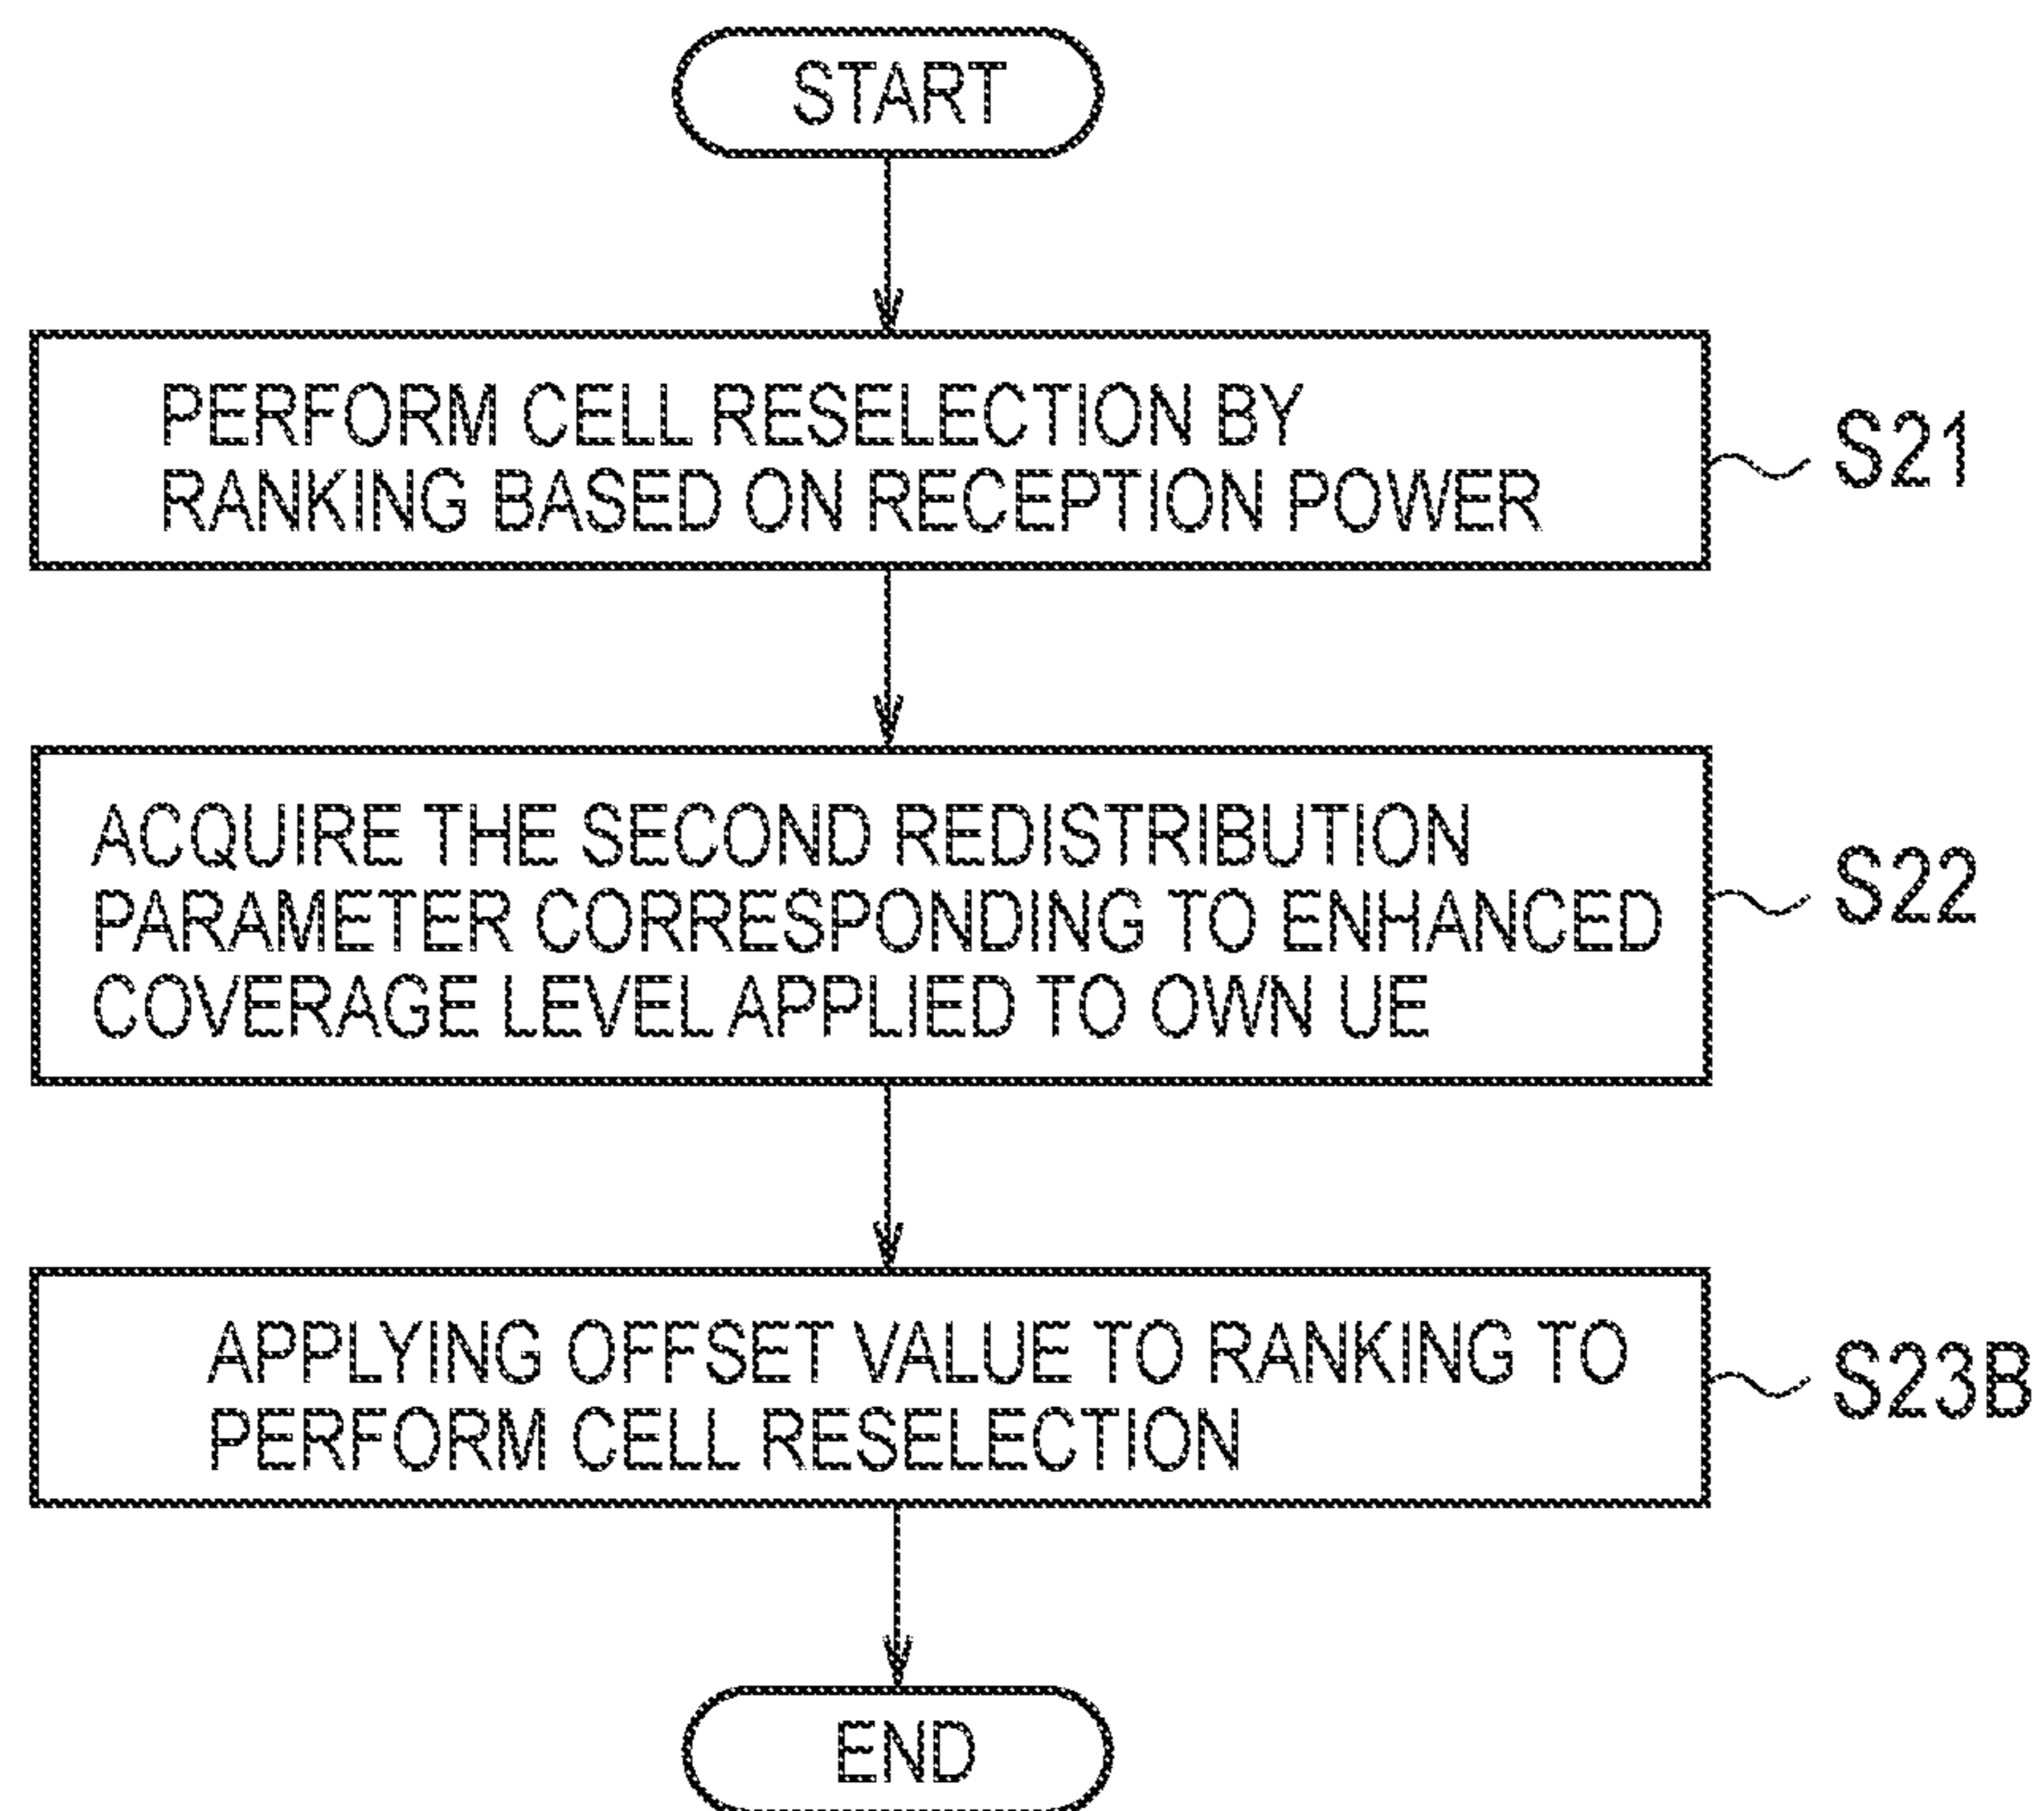 START
PERFORM CELL RESELECTION BY
RANKING BASED ON RECEPTION POWER
S21
ACQUIRE THE SECOND REDISTRIBUTION
PARAMETER CORRESPONDING TO ENHANCED
COVERAGE LEVEL APPLIED TO OWN UE
S22
APPLYING OFFSET VALUE TO RANKING TO
PERFORM CELL RESELECTION
S23B
END